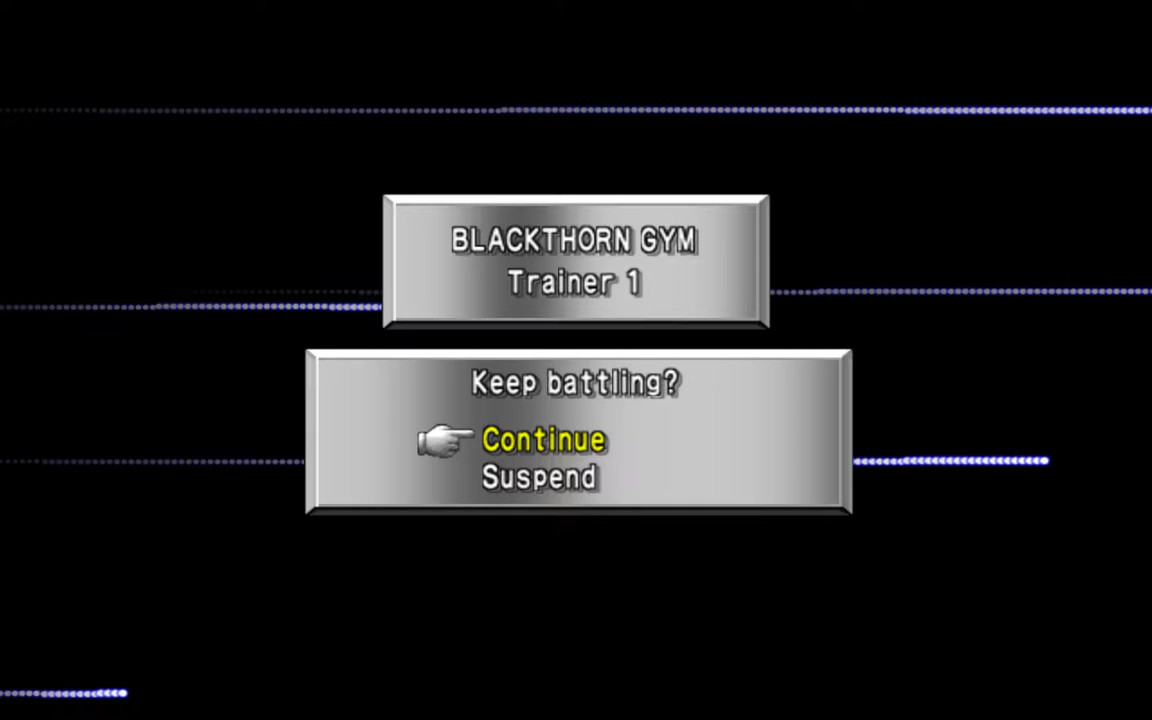 BLACKTHORN GYM
Trainer 1
Keep battling?
Continue
Suspend